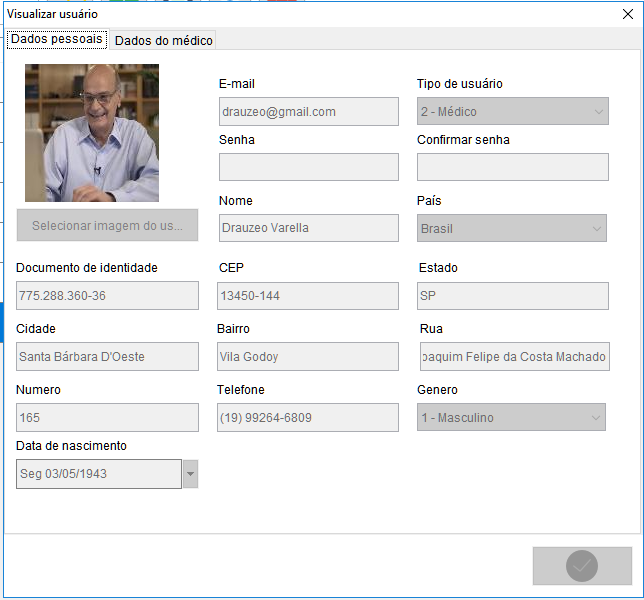 Visualizar usuário
Dados pessoais
Dados do médico
E-mail
Tipo de usuário
drauzeo@gmail.com
2 - Médico
Senha
Confirmar senha
Nome
País
Selecionar imagem do us...
Drauzeo Varella
Brasil
Documento de identidade
CEP
Estado
775.288.360-36
13450-144
SP
Cidade
Bairro
Rua
Santa Bárbara D'Oeste
Vila Godoy
oaquim Felipe da Costa Machado
Numero
Telefone
Genero
165
(19) 99264-6809
1 - Masculino
Data de nascimento
Seg 03/05/1943